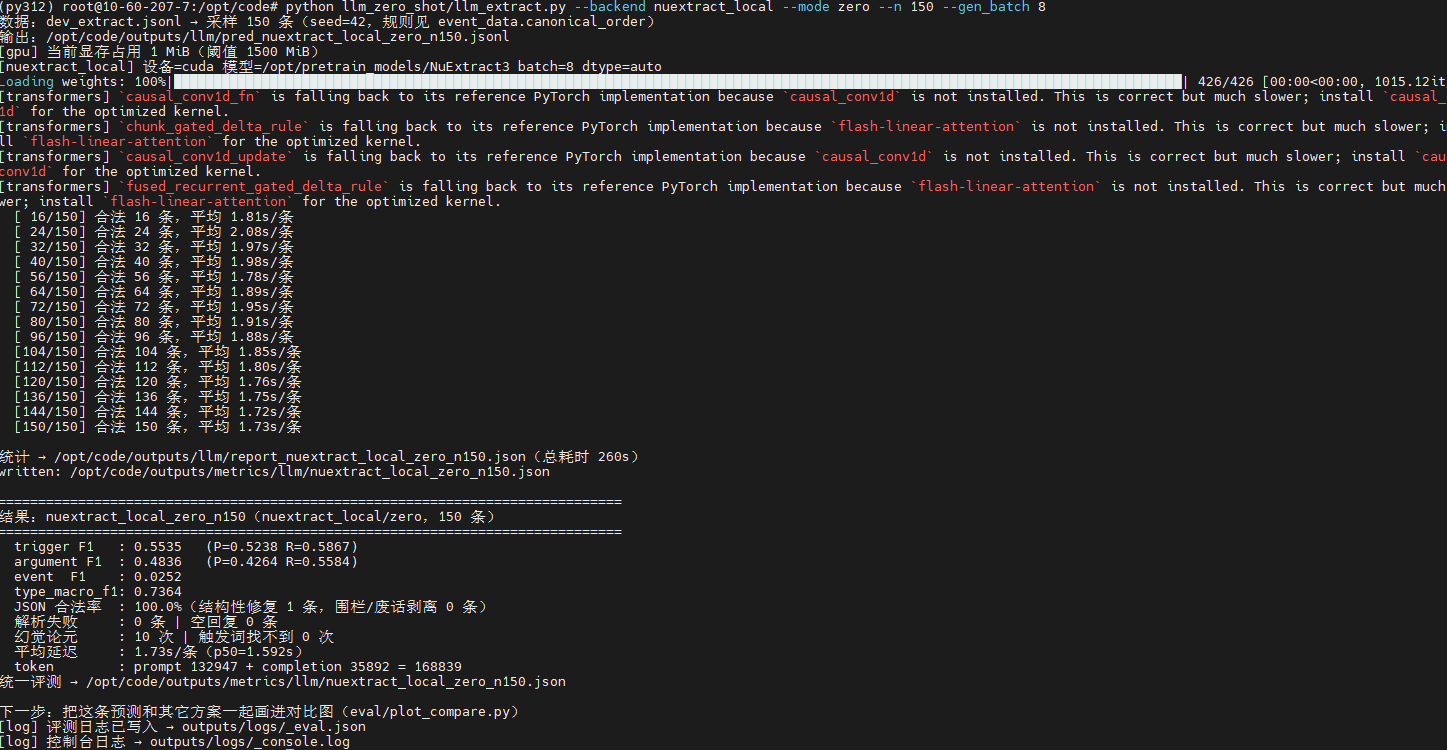 (py312) root@10-60-207-7:/opt/code# python llm_zero_shot/llm_extract.py --backend nuextract_local --mode zero --n 150 --gen_batch 8
数据: dev_extract.jsonl → 采样 150 条（seed=42, 规则见 event_data.canonical_order）
输出: /opt/code/outputs/llm/pred_nuextract_local_zero_n150.jsonl
[gpu] 当前显存占用 1 MiB（阈值 1500 MiB）
[nuextract_local] 设备=cuda 模型=/opt/pretrain_models/NuExtract3 batch=8 dtype=auto
Loading weights: 100%| | 426/426 [00:00<00:00, 1015.12it
[transformers] `causal_conv1d_fn` is falling back to its reference PyTorch implementation because `causal_conv1d` is not installed. This is correct but much slower; install `causal_
1d` for the optimized kernel.
[transformers] `chunk_gated_delta_rule` is falling back to its reference PyTorch implementation because `flash-linear-attention` is not installed. This is correct but much slower; i
ll `flash-linear-attention` for the optimized kernel.
[transformers] `causal_conv1d_update` is falling back to its reference PyTorch implementation because `causal_conv1d` is not installed. This is correct but much slower; install `cau
conv1d` for the optimized kernel.
[transformers] `fused_recurrent_gated_delta_rule` is falling back to its reference PyTorch implementation because `flash-linear-attention` is not installed. This is correct but much
wer; install `flash-linear-attention` for the optimized kernel.
[ 16/150] 合法 16 条, 平均 1.81s/条
[ 24/150] 合法 24 条, 平均 2.08s/条
[ 32/150] 合法 32 条, 平均 1.97s/条
[ 40/150] 合法 40 条, 平均 1.98s/条
[ 56/150] 合法 56 条, 平均 1.78s/条
[ 64/150] 合法 64 条, 平均 1.89s/条
[ 72/150] 合法 72 条, 平均 1.95s/条
[ 80/150] 合法 80 条, 平均 1.91s/条
[ 96/150] 合法 96 条, 平均 1.88s/条
[104/150] 合法 104 条, 平均 1.85s/条
[112/150] 合法 112 条, 平均 1.80s/条
[120/150] 合法 120 条, 平均 1.76s/条
[136/150] 合法 136 条, 平均 1.75s/条
[144/150] 合法 144 条, 平均 1.72s/条
[150/150] 合法 150 条, 平均 1.73s/条
统计 → /opt/code/outputs/llm/report_nuextract_local_zero_n150.json（总耗时 260s）
written: /opt/code/outputs/metrics/llm/nuextract_local_zero_n150.json
==============================================================================
结果: nuextract_local_zero_n150（nuextract_local/zero, 150 条）
==============================================================================
trigger F1 : 0.5535 (P=0.5238 R=0.5867)
argument F1 : 0.4836 (P=0.4264 R=0.5584)
event F1 : 0.0252
type_macro_f1: 0.7364
JSON 合法率 : 100.0%（结构性修复 1 条, 围栏/废话剥离 0 条）
解析失败 : 0 条 | 空回复 0 条
幻觉论元 : 10 次 | 触发词找不到 0 次
平均延迟 : 1.73s/条（p50=1.592s）
token : prompt 132947 + completion 35892 = 168839
统一评测 → /opt/code/outputs/metrics/llm/nuextract_local_zero_n150.json
下一步: 把这条预测和其它方案一起画进对比图（eval/plot_compare.py）
[log] 评测日志已写入 → outputs/logs/_eval.json
[log] 控制台日志 → outputs/logs/_console.log